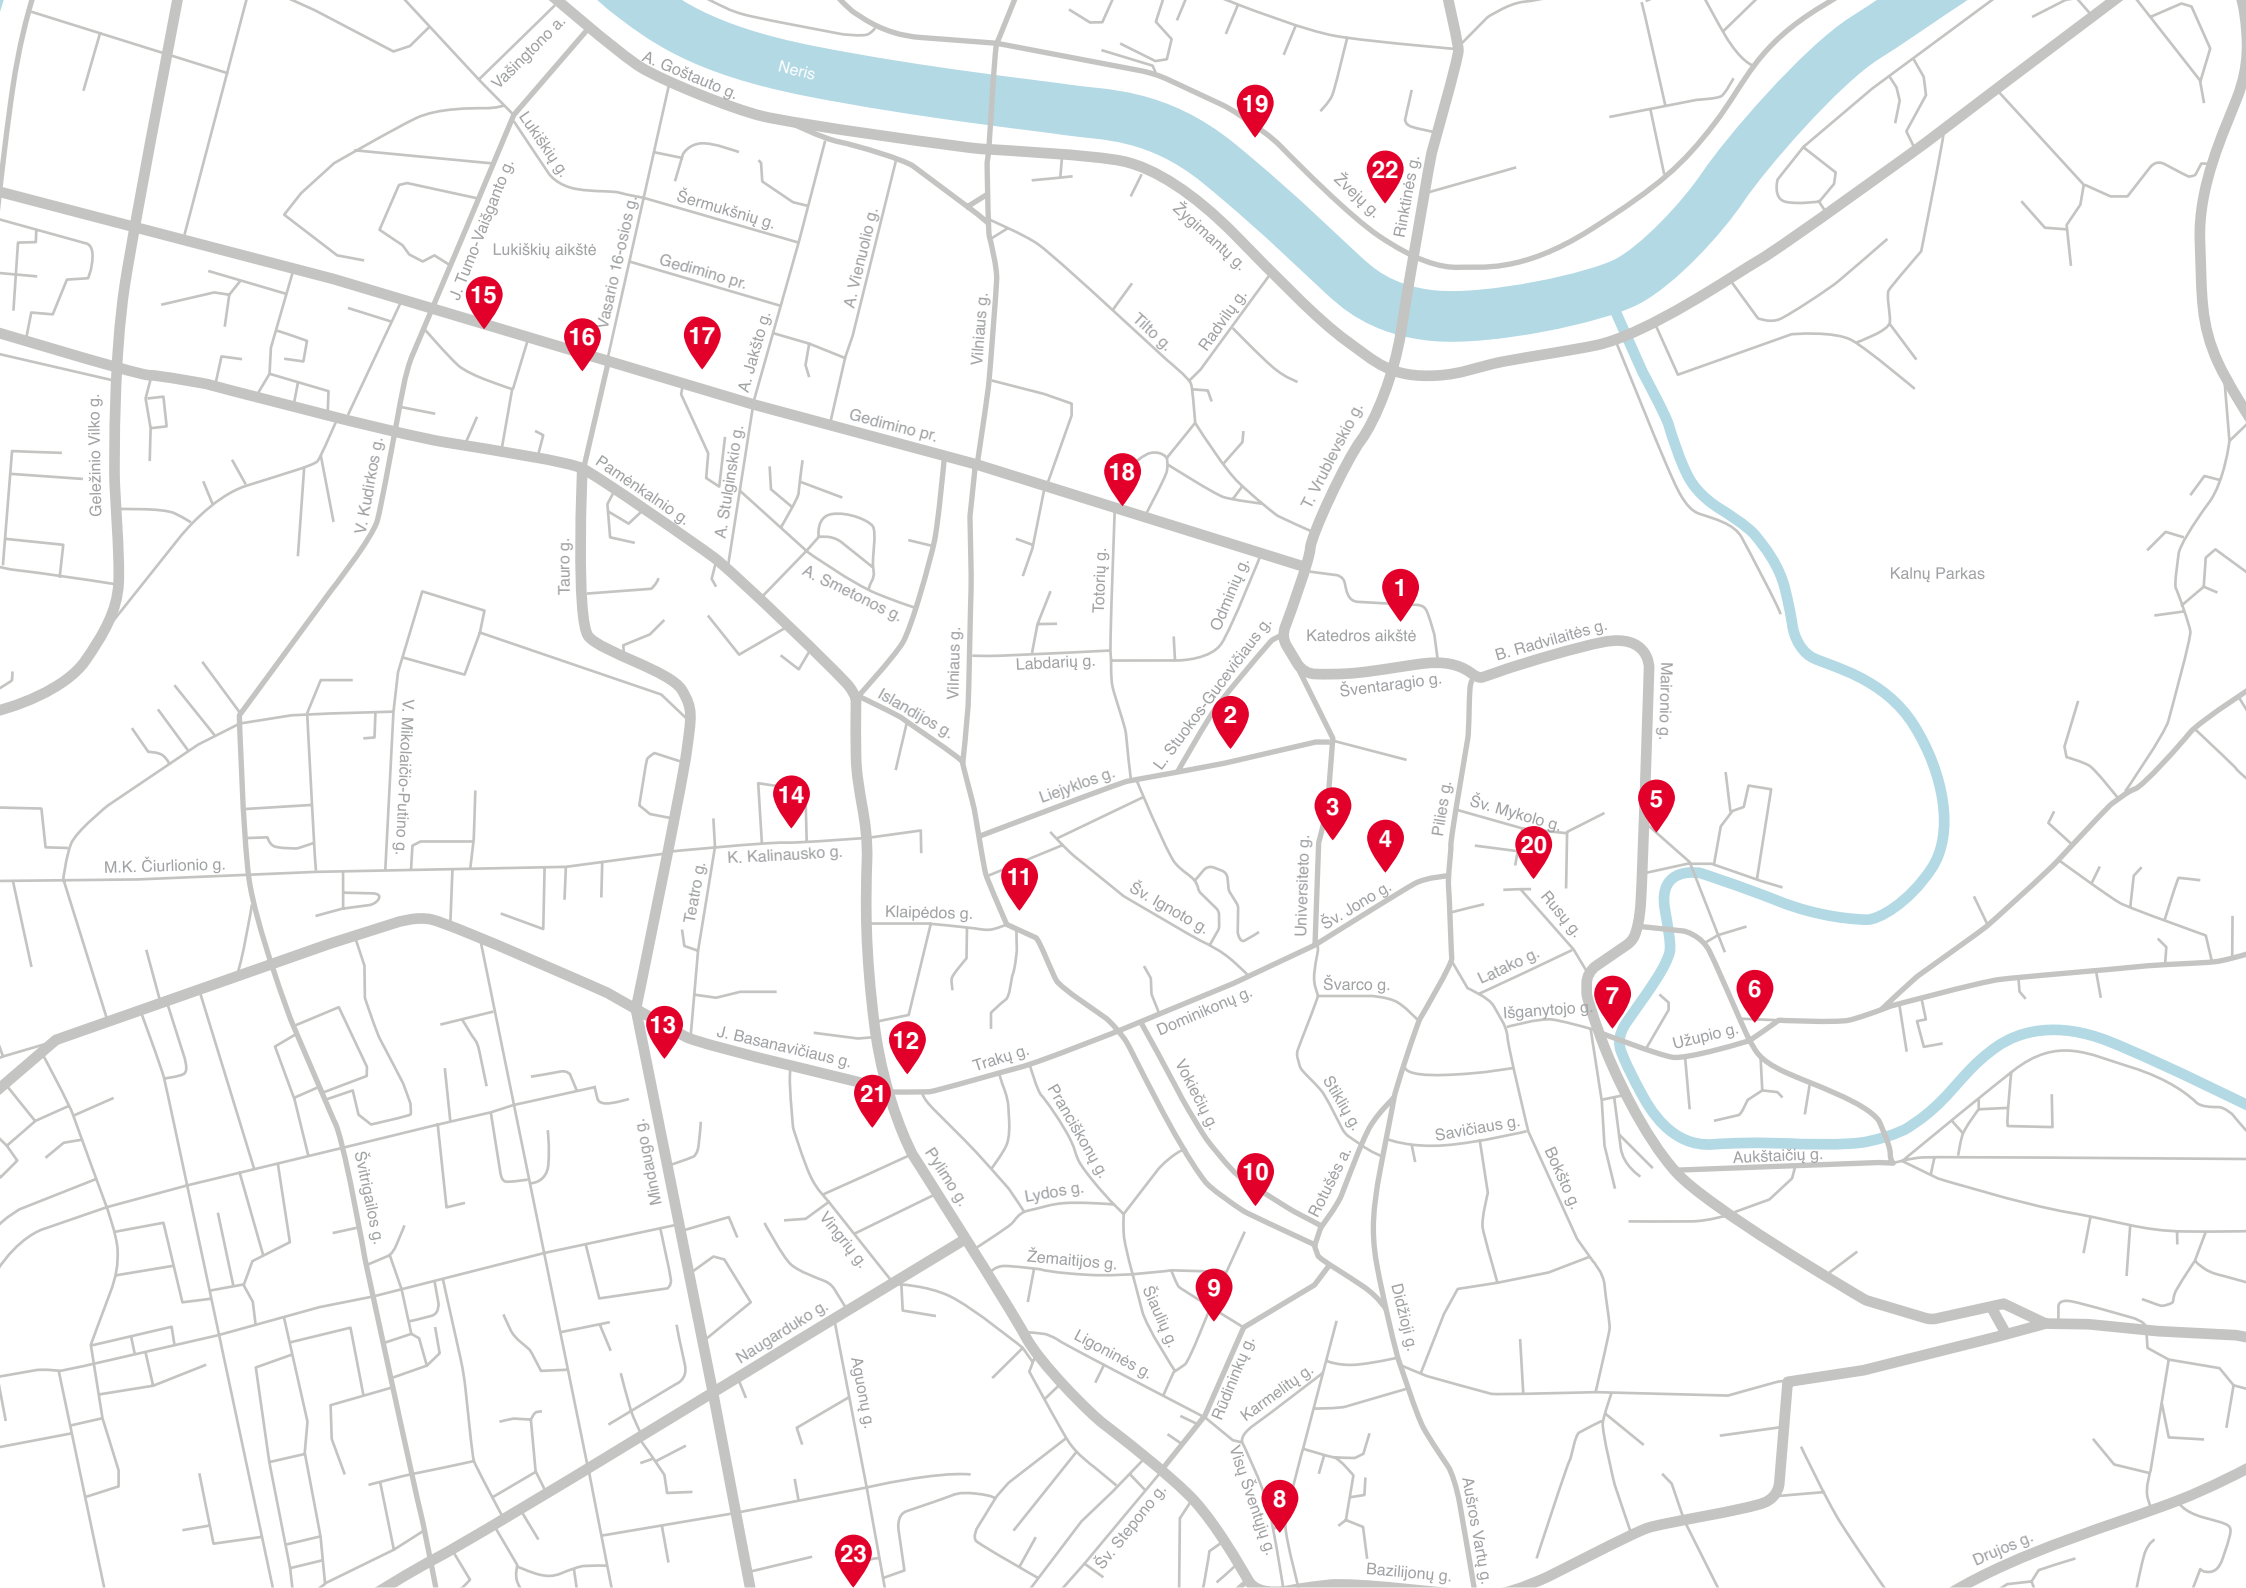 Vašingtono a.
A. Goštauto g.
Neris
19
Lukiškių g.
22
Žvejų g.
Rinktinės g.
J. Tumo-Vaižganto g.
Šermukšnių g.
Lukiškių aikštė
Vasario 16-osios g.
A. Vienuolio g.
Žygimantų g.
Gedimino pr.
15
16
17
A. Jakšto g.
Vilniaus g.
Tilto g.
Radvilų g.
Geležinio Vilko g.
V. Kudirkos g.
Pamėnkalnio g.
A. Stulginskio g.
Gedimino pr.
18
T. Vrublevskio g.
Tauro g.
A. Smetonos g.
Totorių g.
Odminių g.
1
Kalnų Parkas
Katedros aikštė
B. Radvilaitės g.
Labdarių g.
Vilniaus g.
L. Stuokos-Gucevičiaus g.
Šventaragio g.
Maironio g.
Islandijos g.
2
V. Mikolaičio-Putino g.
14
Liejyklos g.
3
4
Pilies g.
Šv. Mykolo g.
20
5
M.K. Čiurlionio g.
K. Kalinausko g.
Teatro g.
11
Klaipėdos g.
Šv. Ignoto g.
Universiteto g.
Šv. Jono g.
Rusų g.
Latako g.
Švarco g.
Dominikonų g.
Išganytojo g.
7
6
Užupio g.
13
J. Basanavičiaus g.
12
Trakų g.
21
Vokiečių g.
Pranciškonų g.
Stiklių g.
Savičiaus g.
Mindaugo g.
Švitrigailos g.
Pylimo g.
Lydos g.
10
Rotušės a.
Bokšto g.
Aukštaičių g.
Vingrių g.
Žemaitijos g.
9
Šiaulių g.
Didžioji g.
Naugarduko g.
Ligoninės g.
Rūdininkų g.
Karmelitų g.
Aguonų g.
Visų Šventųjų g.
8
Šv. Stepono g.
Aušros Vartų g.
23
Bazilijonų g.
Drujos g.